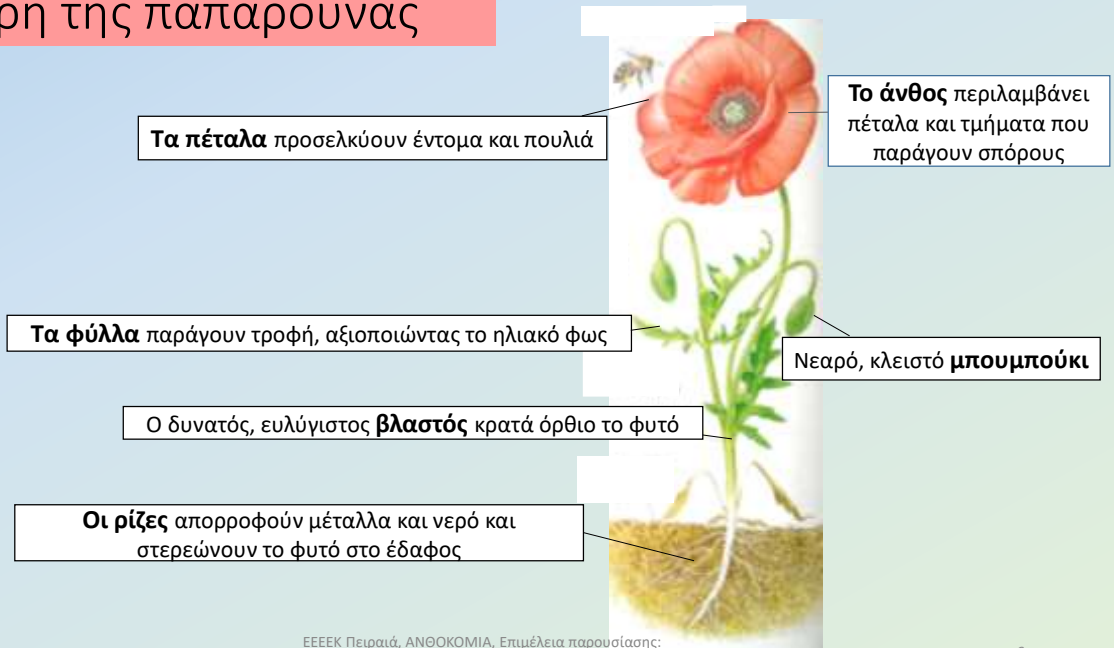 της παπαρούνας
Τα πέταλα προσελκύουν έντομα και πουλιά
Το άνθος περιλαμβάνει
πέταλα και τμήματα που
παράγουν σπόρους
Τα φύλλα παράγουν τροφή, αξιοποιώντας το ηλιακό φως
Νεαρό, κλειστό μπουμπούκι
Ο δυνατός, ευλύγιστος βλαστός κρατά όρθιο το φυτό
Οι ρίζες απορροφούν μέταλλα και νερό και
στερεώνουν το φυτό στο έδαφος
ΕΕΕΕΚ Πειραιά, ΑΝΘΟΚΟΜΙΑ, Επιμέλεια παρουσίασης: